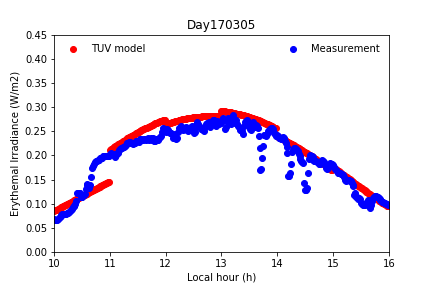 Day170305
TUV model
Measurement
Erythemal Irradiance (W/m2)
0.45
0.40
0.35
0.30
0.25
0.20
0.15
0.10
0.05
0.00
10 11 12 13 14 15 16
Local hour (h)